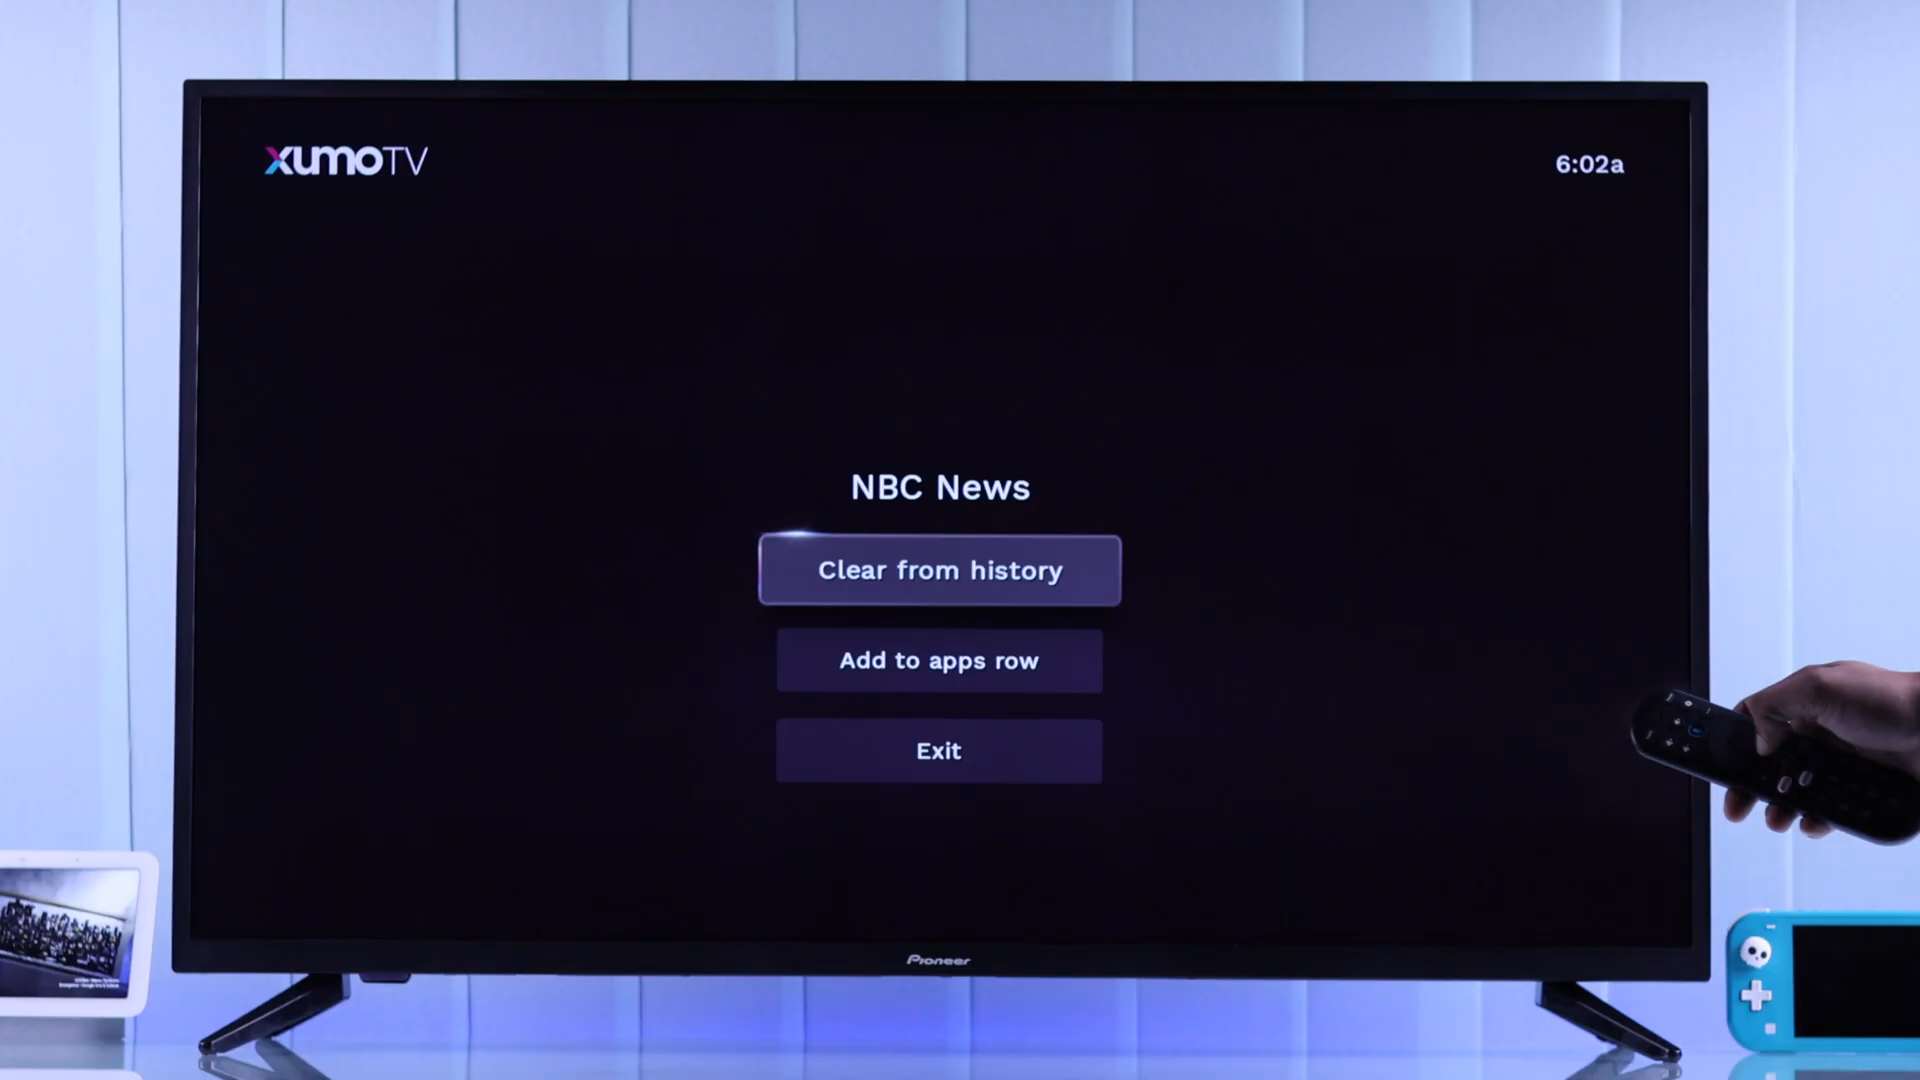 xumoTV
6:02a
NBC News
Clear from history
Add to apps row
Exit
Pioneer